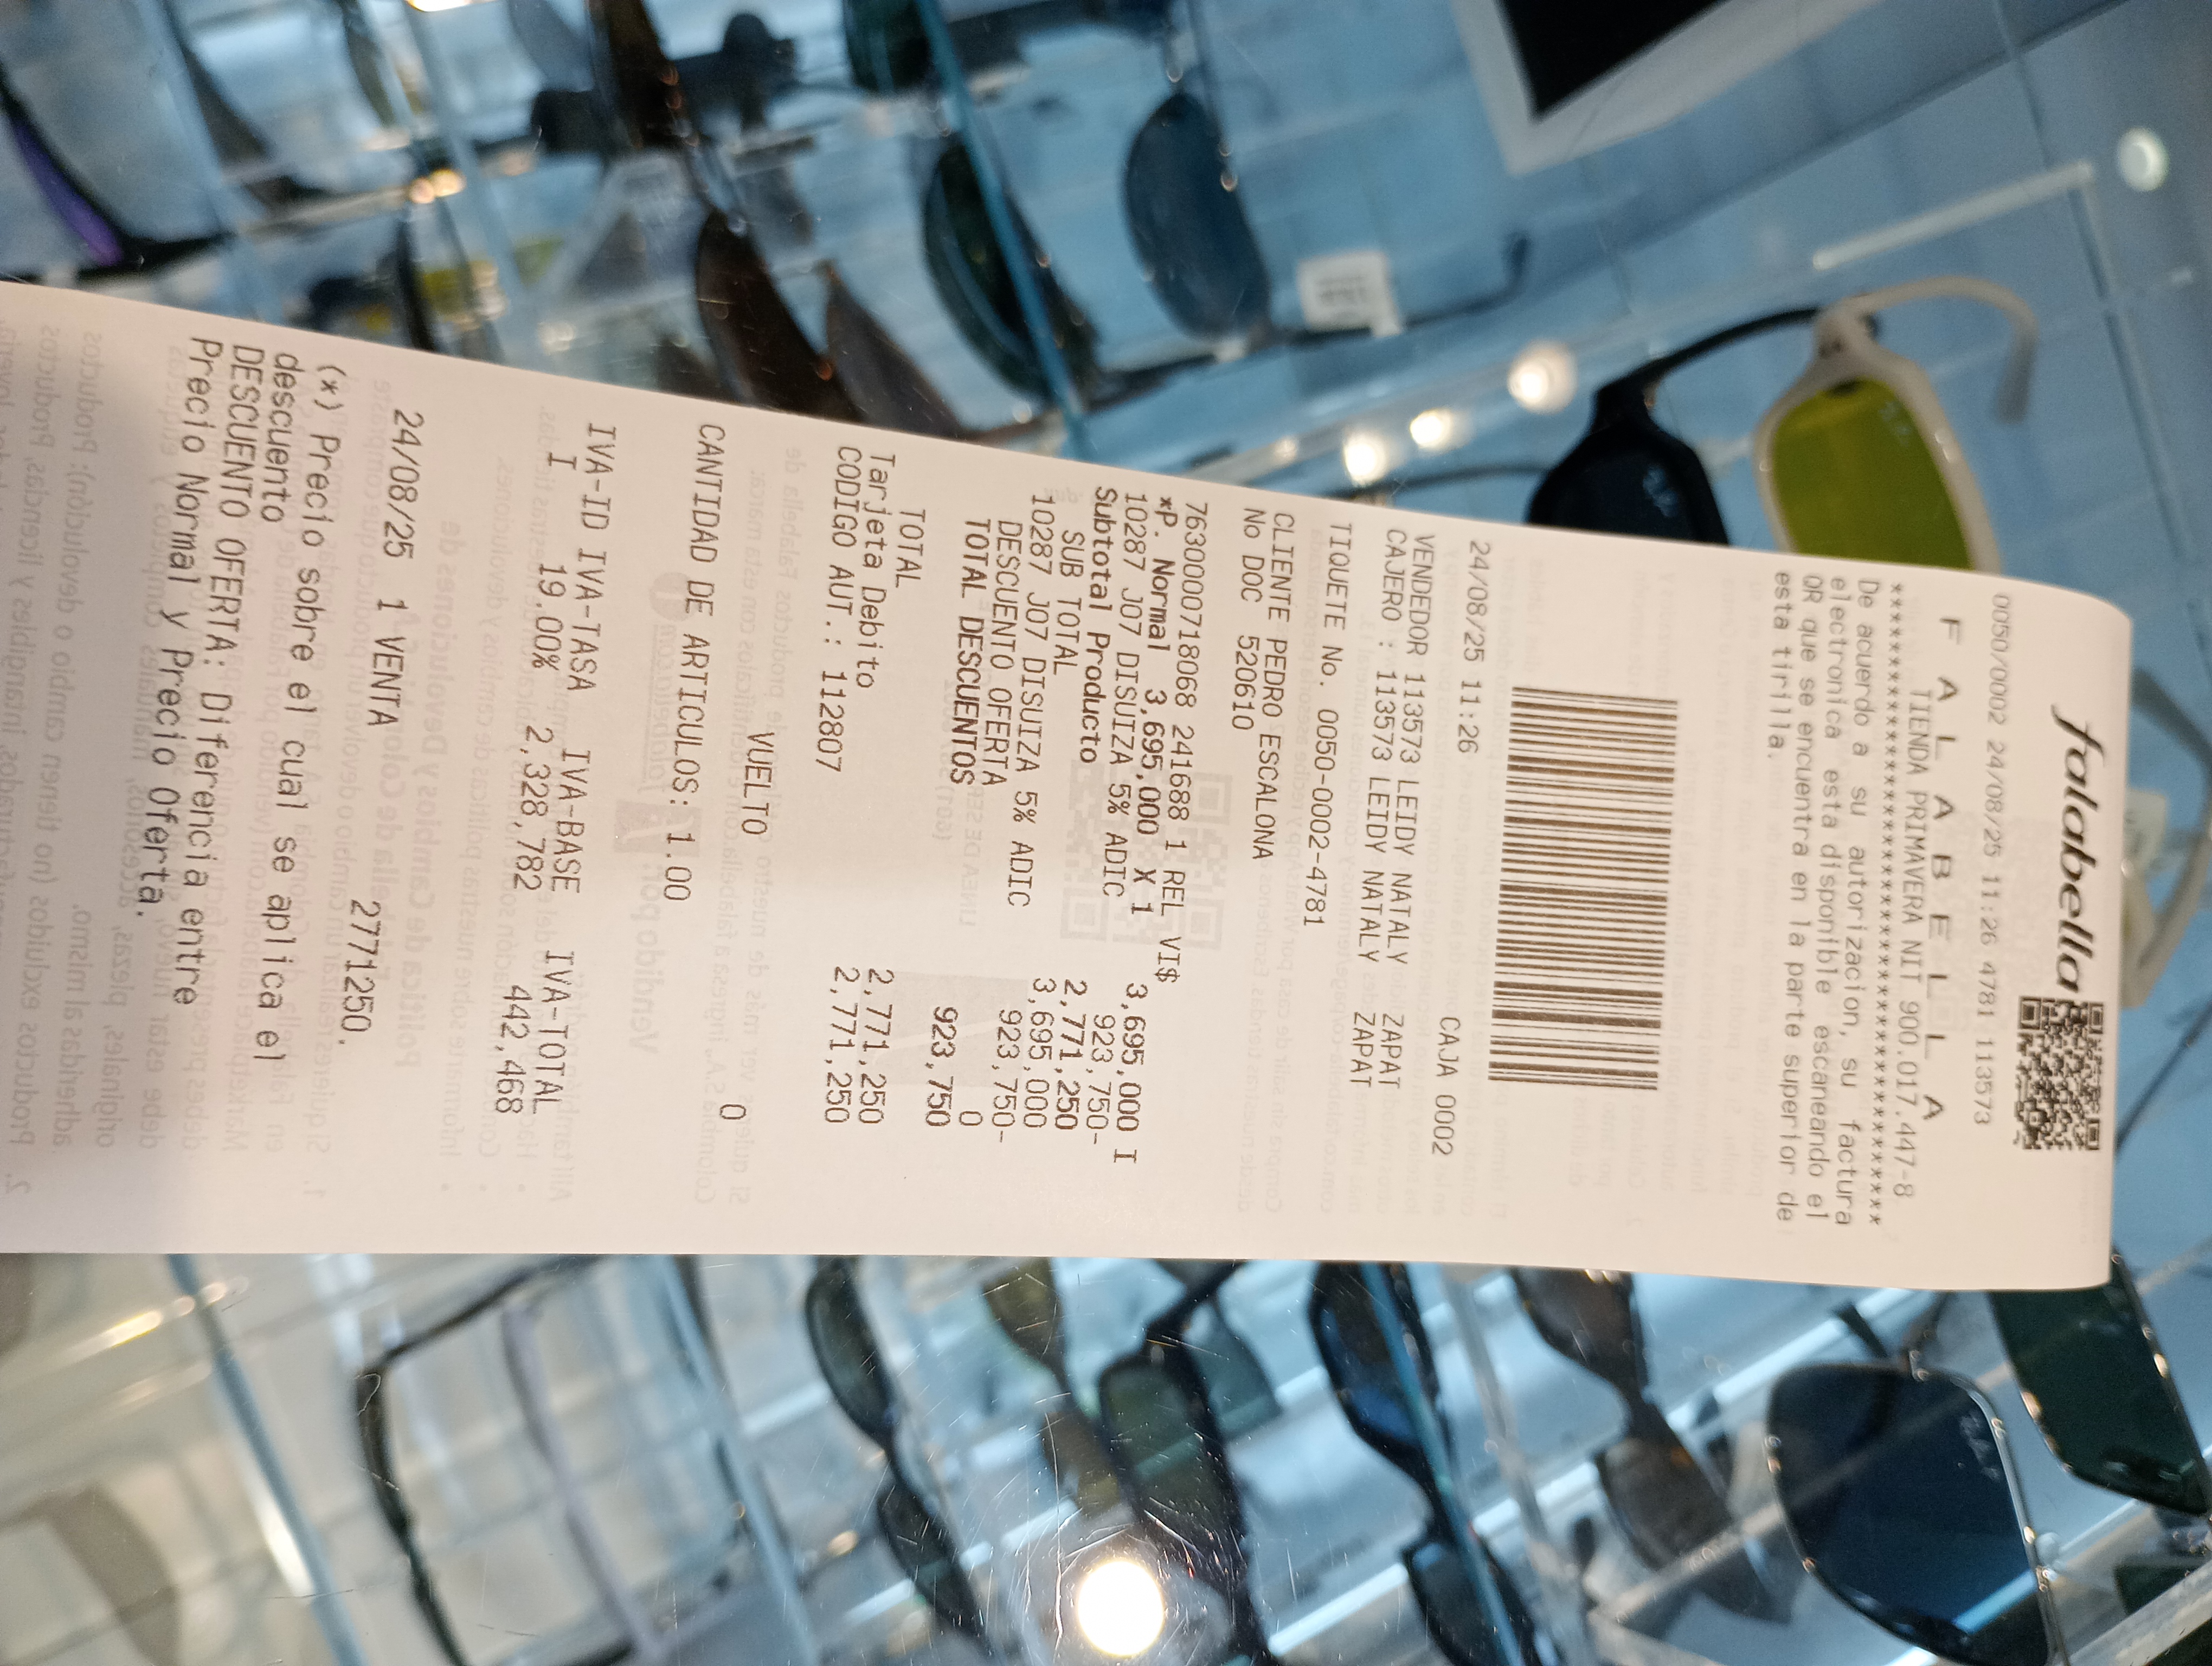 falabella
0050/0002 24/08/25 11:26 4781 113573
F A L A B E L L A
TIENDA PRIMAVERA NIT 900.017.447-8
De acuerdo a su autorizacion, su factura
electronica esta disponible escaneando el
QR que se encuentra en la parte superior de
esta tirilla.
24/08/25 11:26 CAJA 0002
VENDEDOR 113573 LEIDY NATALY ZAPAT
CAJERO : 113573 LEIDY NATALY ZAPAT
TIQUETE No. 0050-0002-4781
CLIENTE PEDRO ESCALONA
No DOC 520610
7630000718068 241688 1 REL VI$ 3,695,000 I
*P. Normal 3,695,000 X 1
10287 J07 DISUIZA 5% ADIC 923,750-
Subtotal Producto 2,771,250
SUB TOTAL 3,695,000
10287 J07 DISUIZA 5% ADIC 923,750-
DESCUENTO OFERTA 0
TOTAL DESCUENTOS 923,750
TOTAL 2,771,250
Tarjeta Debito 2,771,250
CODIGO AUT.: 112807
VUELTO 0
CANTIDAD DE ARTICULOS: 1.00
IVA-ID IVA-TASA IVA-BASE IVA-TOTAL
I 19.00% 2,328,782 442,468
24/08/25 1 VENTA 2771250.
(*) Precio sobre el cual se aplica el
descuento
DESCUENTO OFERTA: Diferencia entre
Precio Normal y Precio Oferta.